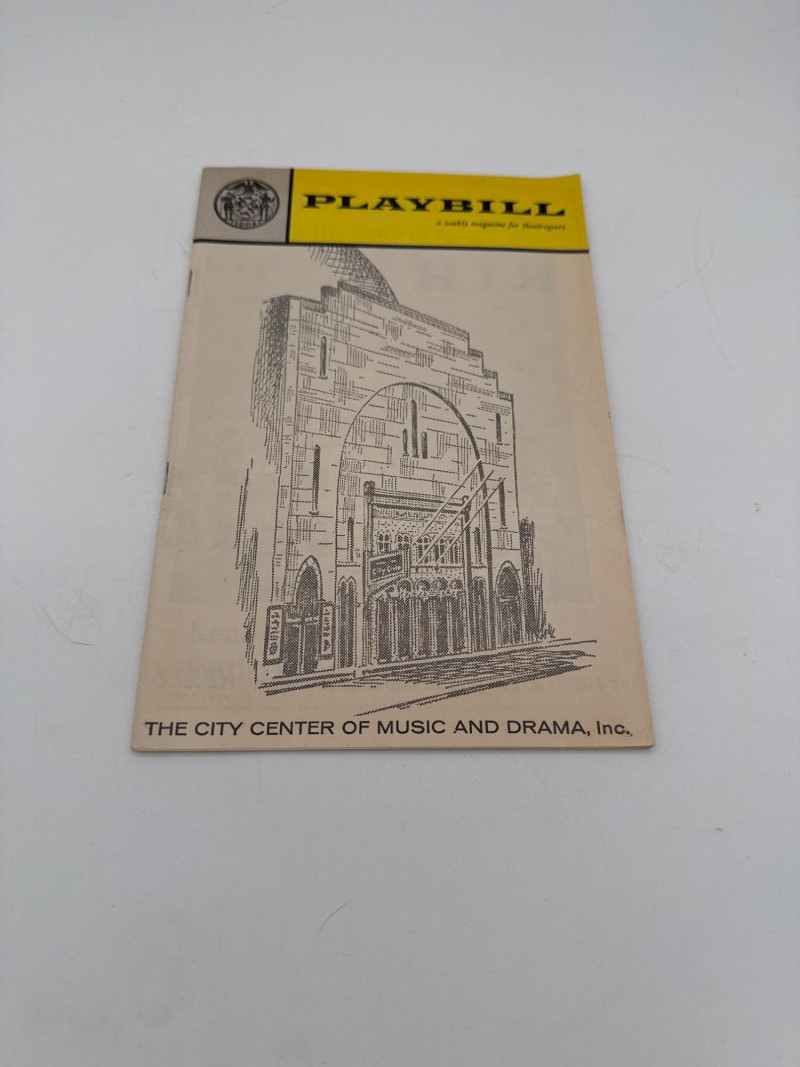 PLAYBILL
a weekly magazine for theatregoers
THE CITY CENTER OF MUSIC AND DRAMA, Inc.